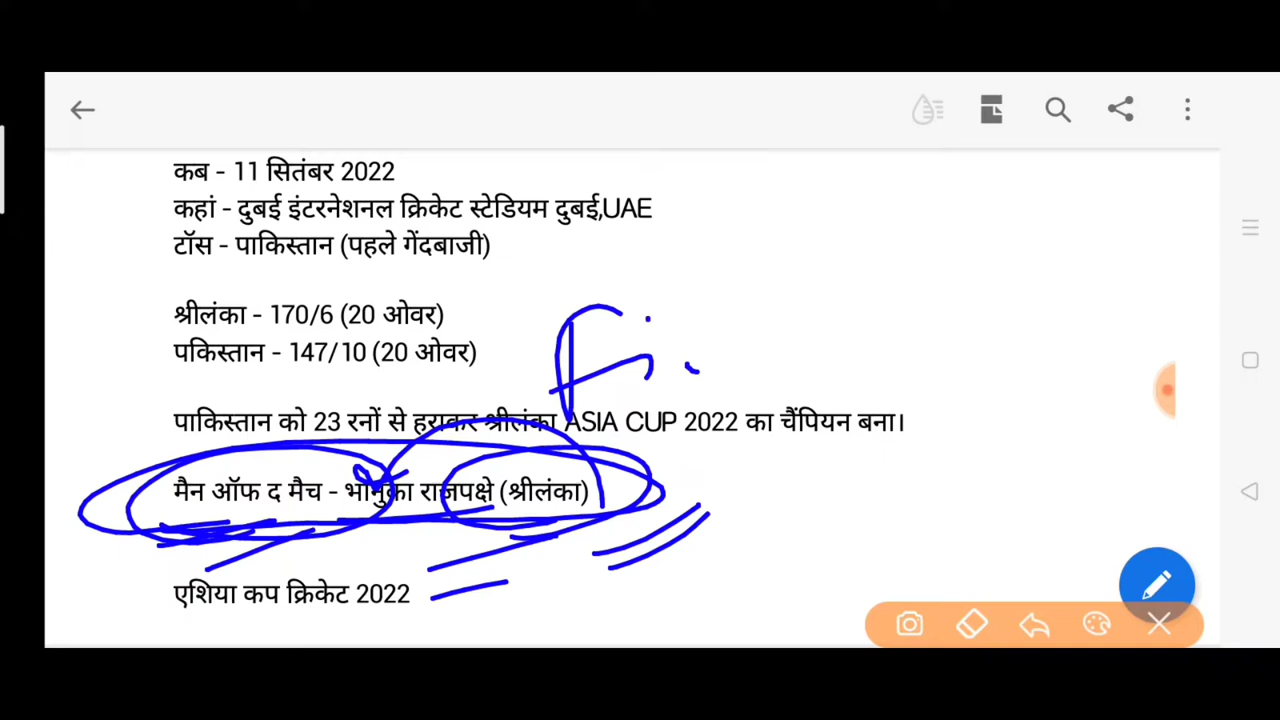 कब - 11 सितंबर 2022
कहां - दुबई इंटरनेशनल क्रिकेट स्टेडियम दुबई,UAE
टॉस - पाकिस्तान (पहले गेंदबाजी)
श्रीलंका - 170/6 (20 ओवर)
पकिस्तान - 147/10 (20 ओवर)
पाकिस्तान को 23 रनों से हराकर श्रीलंका ASIA CUP 2022 का चैंपियन बना।
मैन ऑफ द मैच - भानुका राजपक्षे (श्रीलंका)
एशिया कप क्रिकेट 2022